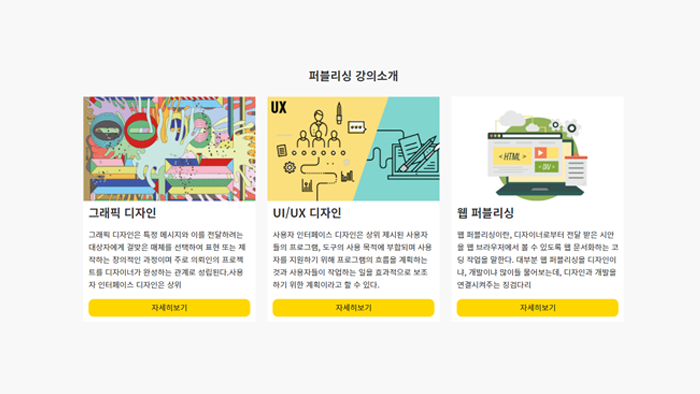 퍼블리싱 강의소개
UX
< HTML >
< DIV >
그래픽 디자인
그래픽 디자인은 특정 메시지와 이를 전달하려는
대상자에게 걸맞은 매체를 선택하여 표현 또는 제
작하는 창의적인 과정이며 주로 의뢰인의 프로젝
트를 디자이너가 완성하는 관계로 성립된다.사용
자 인터페이스 디자인은 상위
자세히보기
UI/UX 디자인
사용자 인터페이스 디자인은 상위 제시된 사용자
들의 프로그램, 도구의 사용 목적에 부합되며 사용
자를 지원하기 위해 프로그램의 흐름을 계획하는
것과 사용자들이 작업하는 일을 효과적으로 보조
하기 위한 계획이라고 할 수 있다.
자세히보기
웹 퍼블리싱
웹 퍼블리싱이란, 디자이너로부터 전달 받은 시안
을 웹 브라우저에서 볼 수 있도록 웹 문서화하는 코
딩 작업을 말한다. 대부분 웹 퍼블리싱을 디자인이
냐, 개발이냐 많이들 물어보는데, 디자인과 개발을
연결시켜주는 징검다리
자세히보기